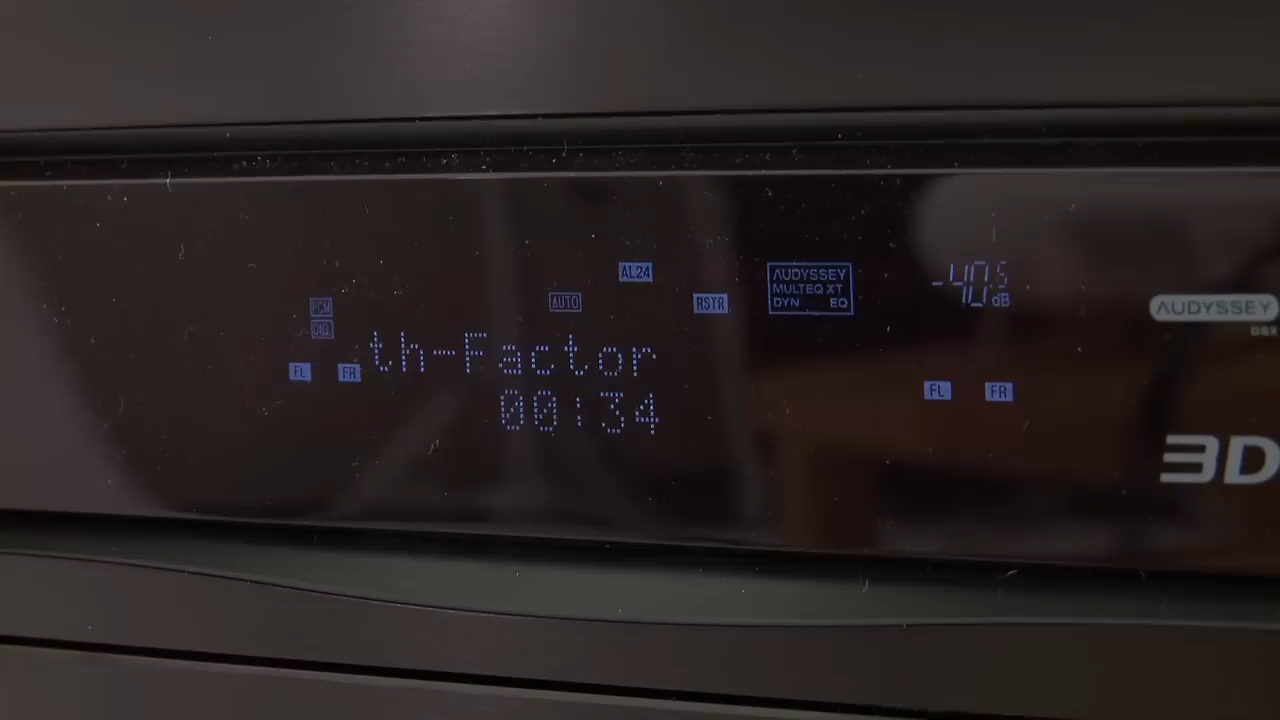 AL24
PCM
DIG.
AUTO
RSTR
AUDYSSEY
MULTEQ XT
DYN EQ
-40.5
dB
AUDYSSEY
DSX
FL FR
th-Factor
00:34
FL FR
3D